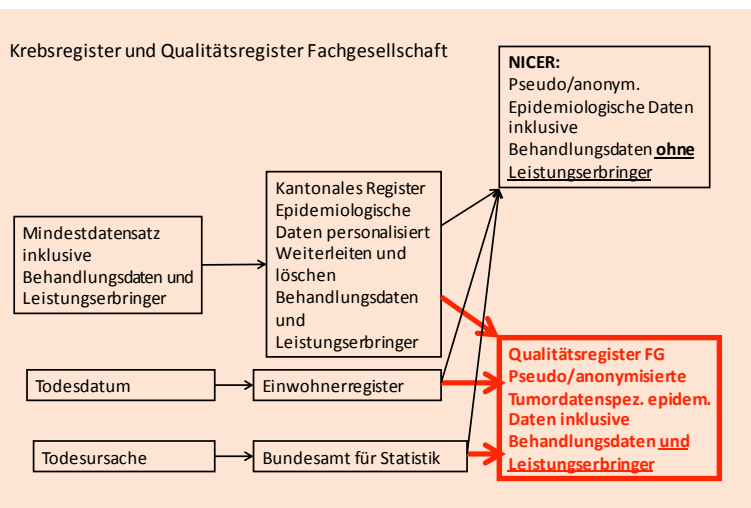 Krebsregister und Qualitätsregister Fachgesellschaft
NICER:
Pseudo/anonym.
Epidemiologische Daten
inklusive
Behandlungsdaten ohne
Leistungserbringer
Kantonales Register
Epidemiologische
Daten personalisiert
Weiterleiten und
löschen
Behandlungsdaten
und
Leistungserbringer
Mindestdatensatz
inklusive
Behandlungsdaten und
Leistungserbringer
Qualitätsregister FG
Pseudo/anonymisierte
Tumordatenspez. epidem.
Daten inklusive
Behandlungsdaten und
Leistungserbringer
Todesdatum
Einwohnerregister
Todesursache
Bundesamt für Statistik